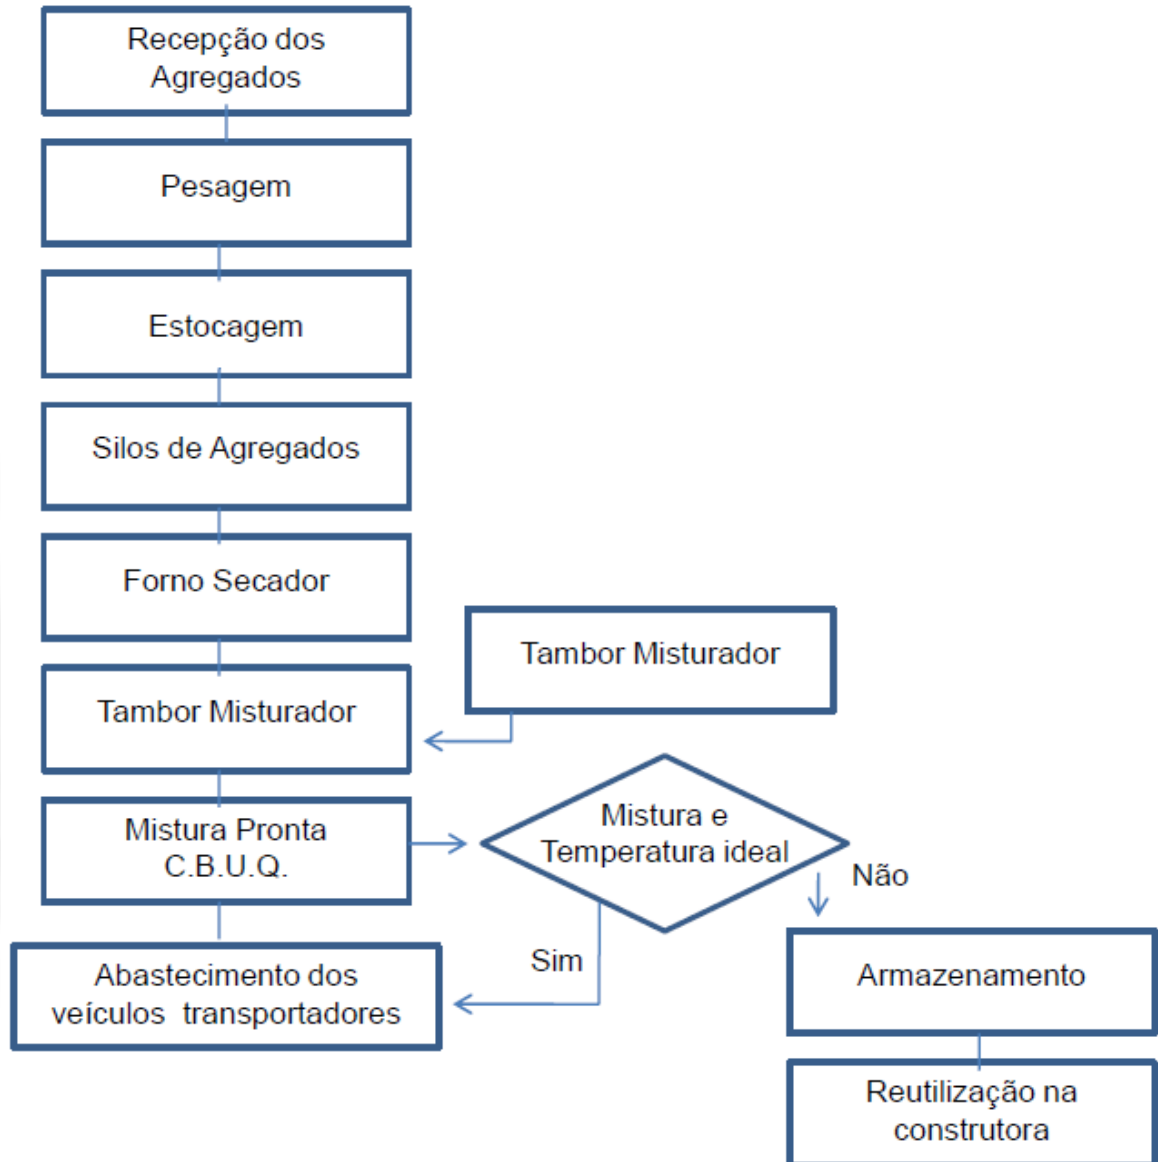 Recepção dos
Agregados
Pesagem
Estocagem
Silos de Agregados
Forno Secador
Tambor Misturador
Tambor Misturador
Mistura Pronta
C.B.U.Q.
Mistura e
Temperatura ideal
Não
Sim
Abastecimento dos
veículos transportadores
Armazenamento
Reutilização na
construtora